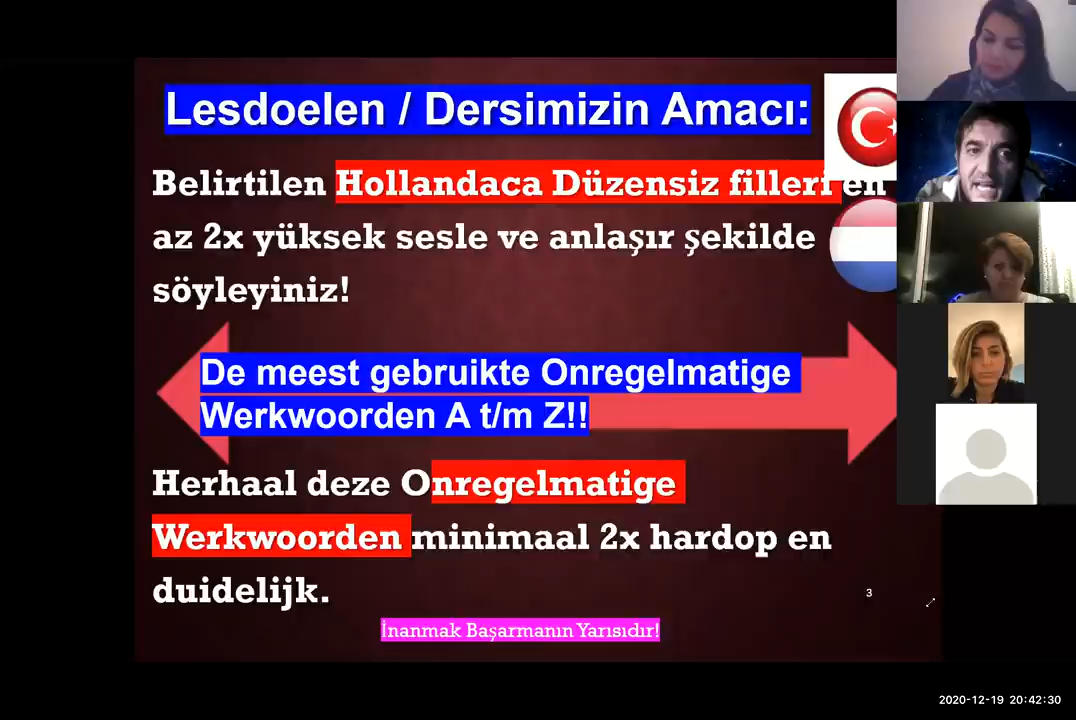 Lesdoelen / Dersimizin Amacı:
Belirtilen Hollandaca Düzensiz filleri en
az 2x yüksek sesle ve anlaşır şekilde
söyleyiniz!
De meest gebruikte Onregelmatige
Werkwoorden A t/m Z!!
Herhaal deze Onregelmatige
Werkwoorden minimaal 2x hardop en
duidelijk.
3
İnanmak Başarmanın Yarısıdır!
2020-12-19 20:42:30